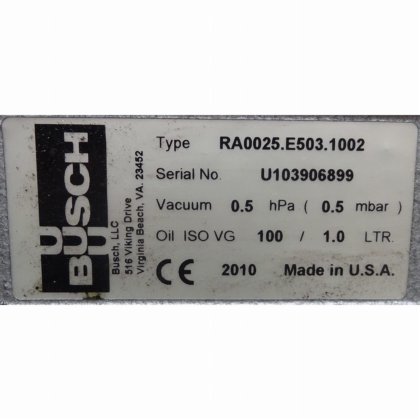 BUSCH
Busch, LLC
516 Viking Drive
Virginia Beach, VA. 23452
Type RA0025.E503.1002
Serial No. U103906899
Vacuum 0.5 hPa ( 0.5 mbar )
Oil ISO VG 100 / 1.0 LTR.
CE 2010 Made in U.S.A.